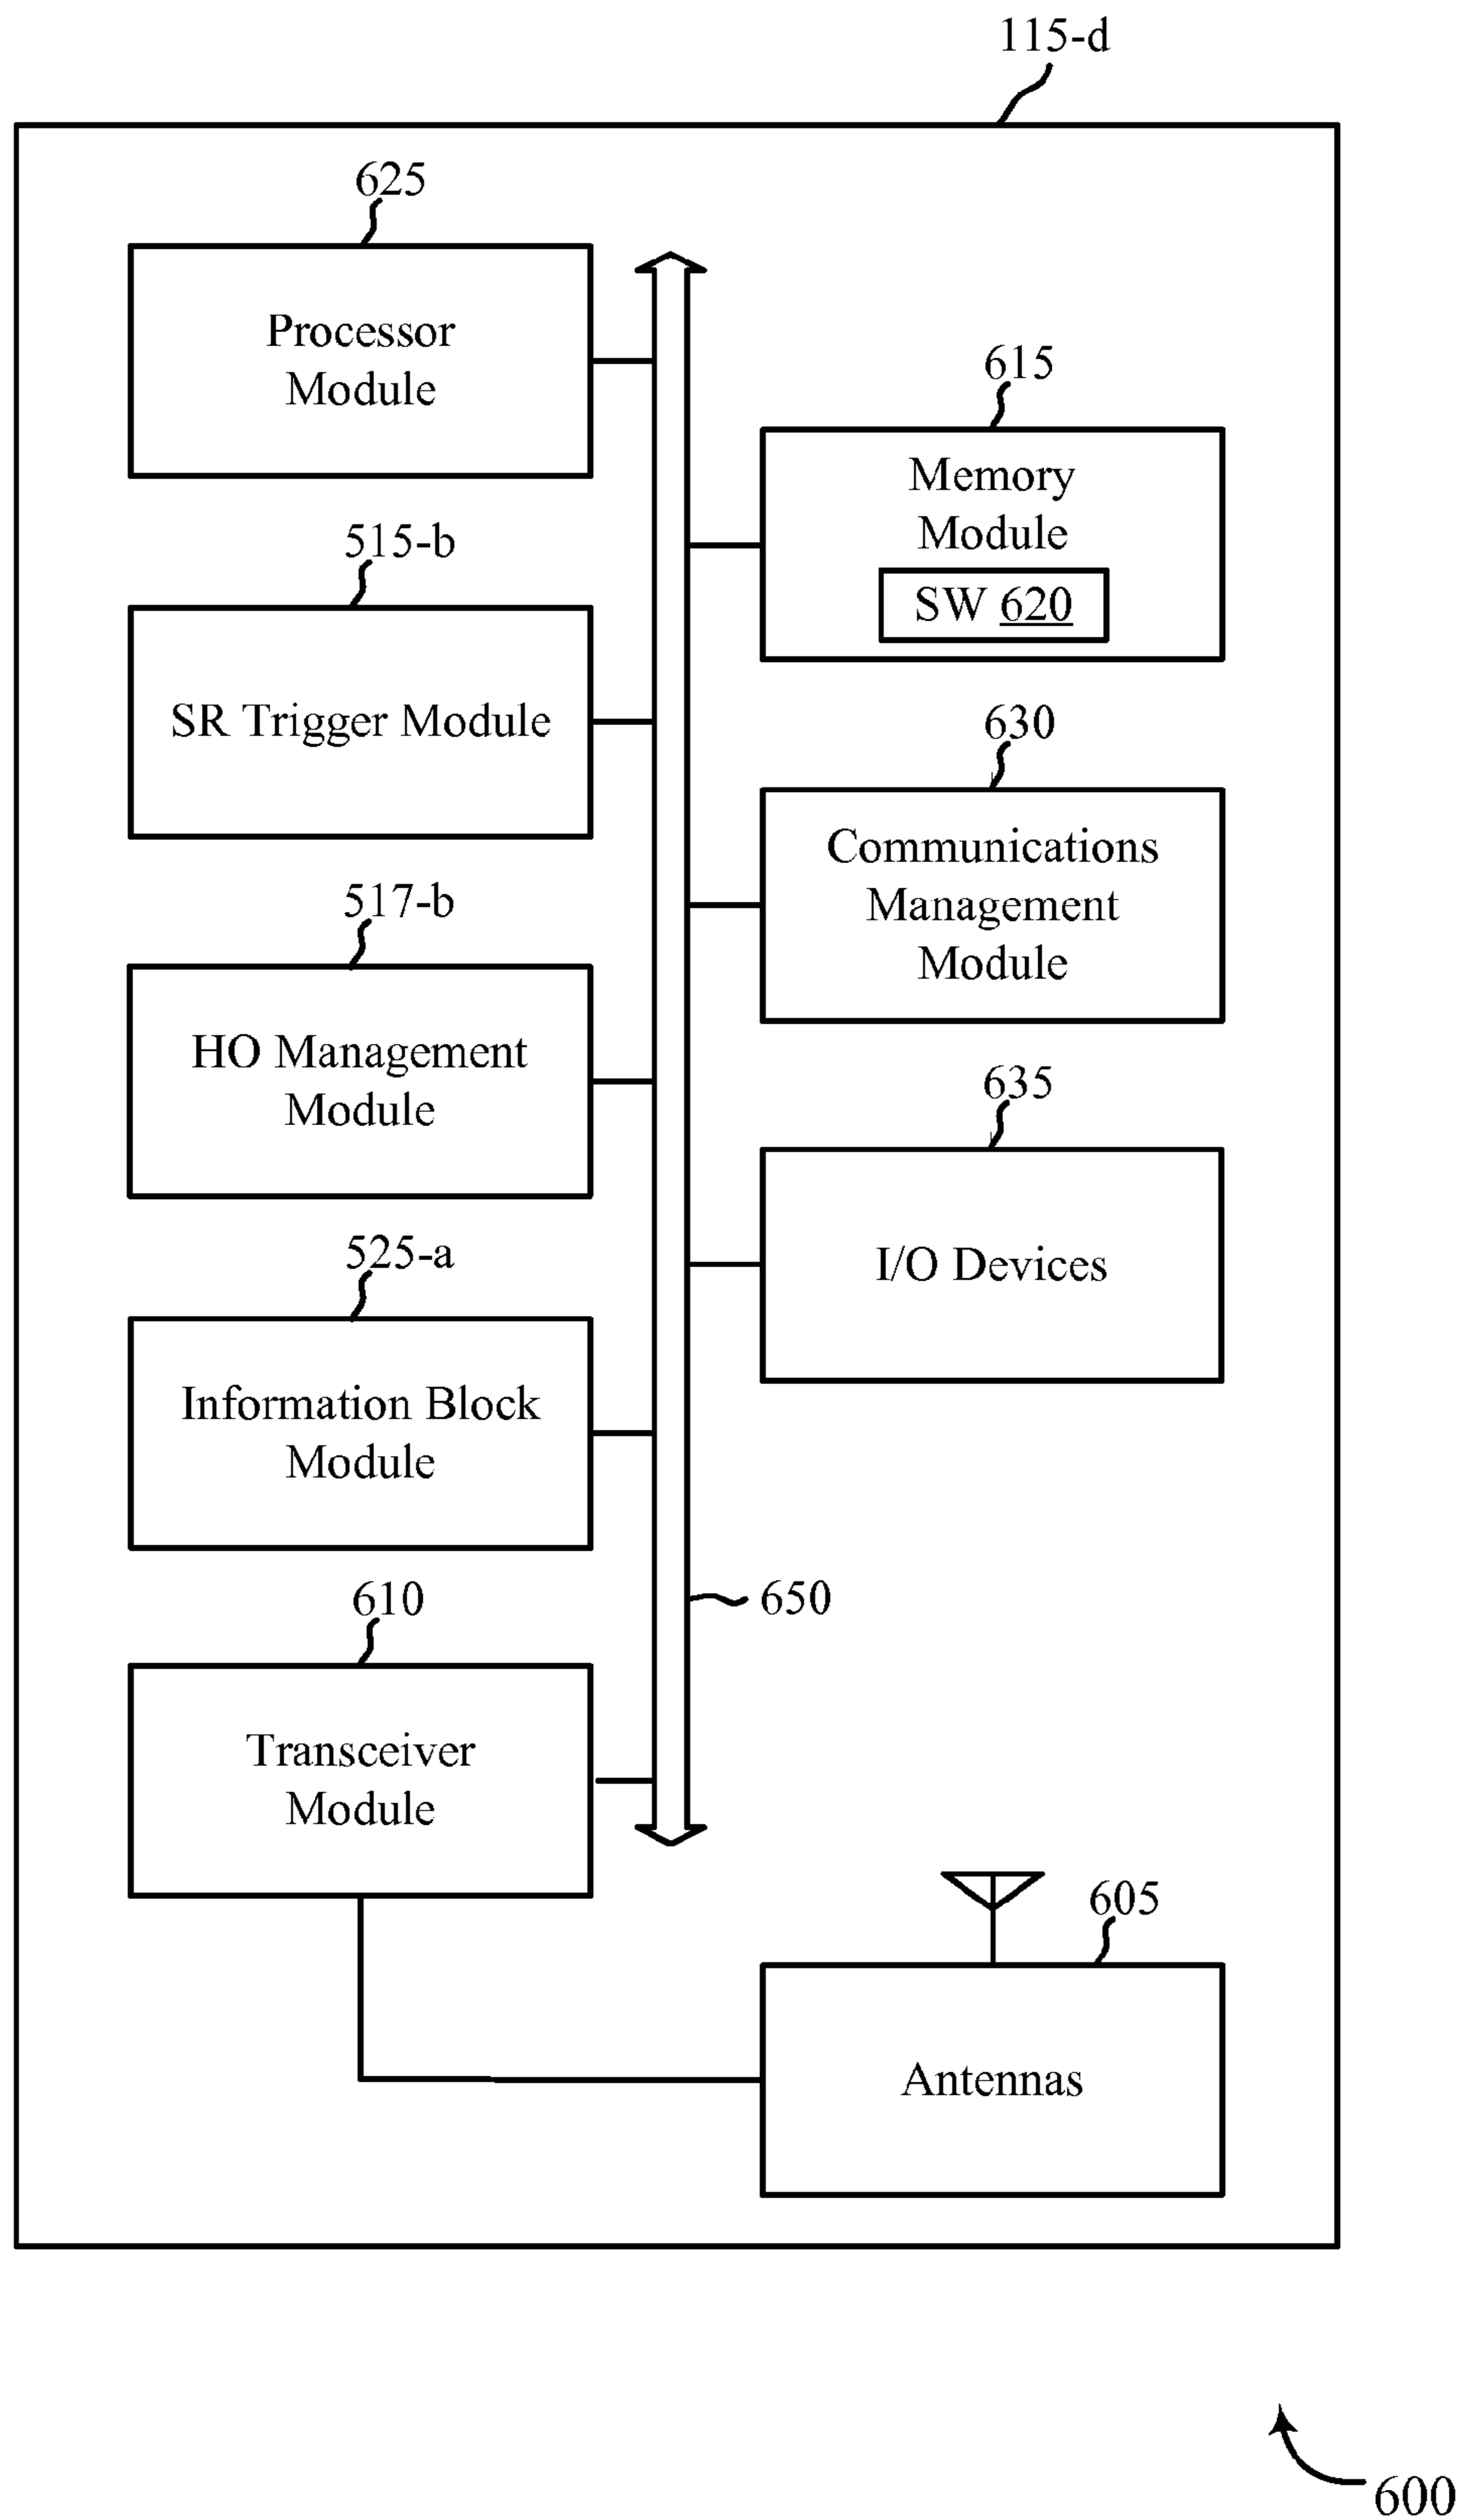 115-d
625
Processor
Module
615
Memory
Module
SW 620
515-b
SR Trigger Module
630
Communications
Management
Module
517-b
HO Management
Module
635
I/O Devices
525-a
Information Block
Module
650
610
Transceiver
Module
605
Antennas
600